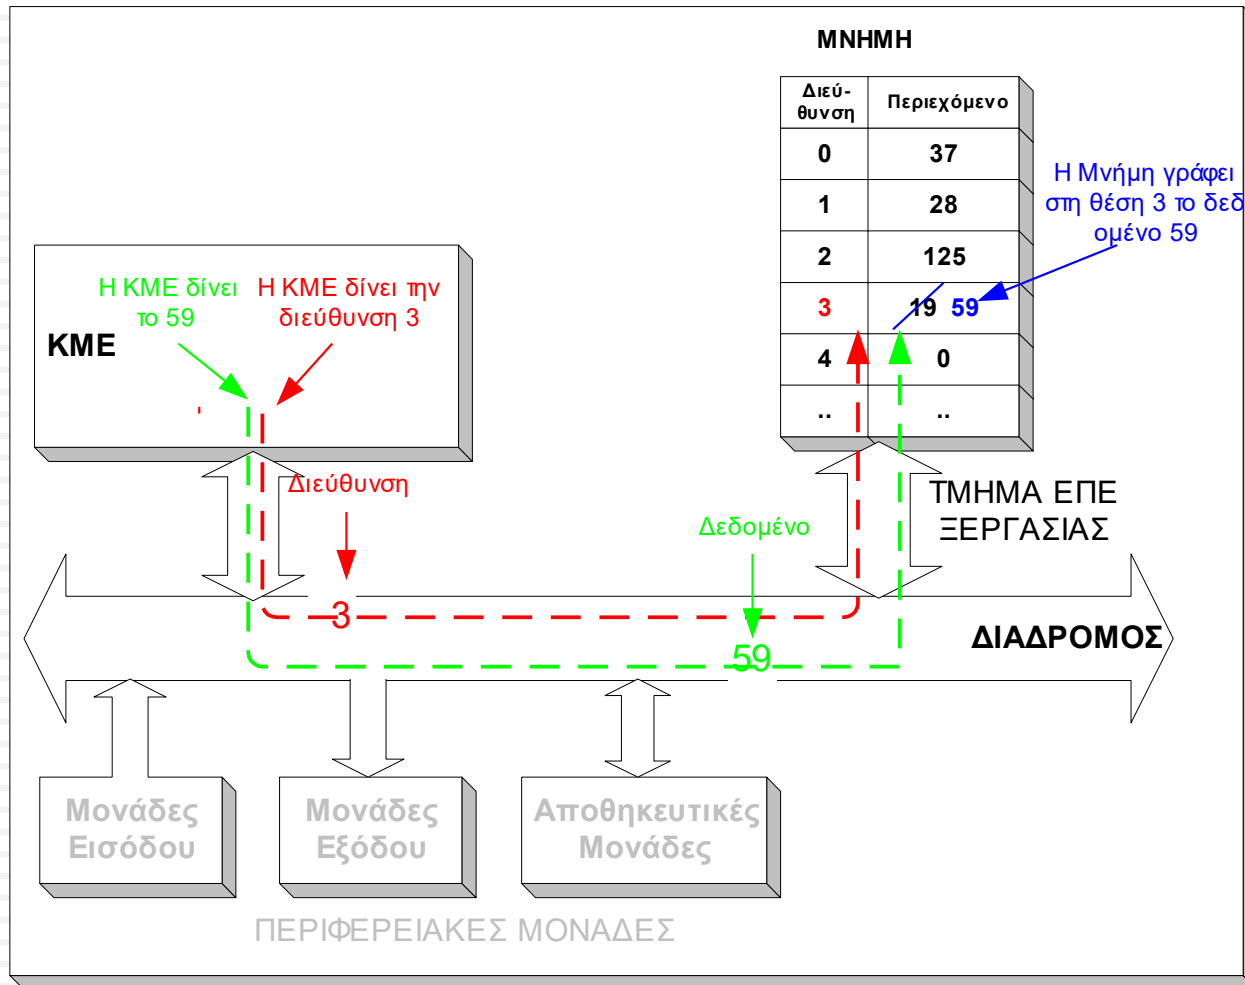 ΜΝΗΜΗ
Διεύ-
θυνση
Περιεχόμενο
0 37
1 28
2 125
3 19 59
4 0
.. ..
Η Μνήμη γράφει
στη θέση 3 το δεδ
ομένο 59
Η ΚΜΕ δίνει
το 59
Η ΚΜΕ δίνει την
διεύθυνση 3
ΚΜΕ
Διεύθυνση
Δεδομένο
ΤΜΗΜΑ ΕΠΕ
ΞΕΡΓΑΣΙΑΣ
3
59
ΔΙΑΔΡΟΜΟΣ
Μονάδες
Εισόδου
Μονάδες
Εξόδου
Αποθηκευτικές
Μονάδες
ΠΕΡΙΦΕΡΕΙΑΚΕΣ ΜΟΝΑΔΕΣ